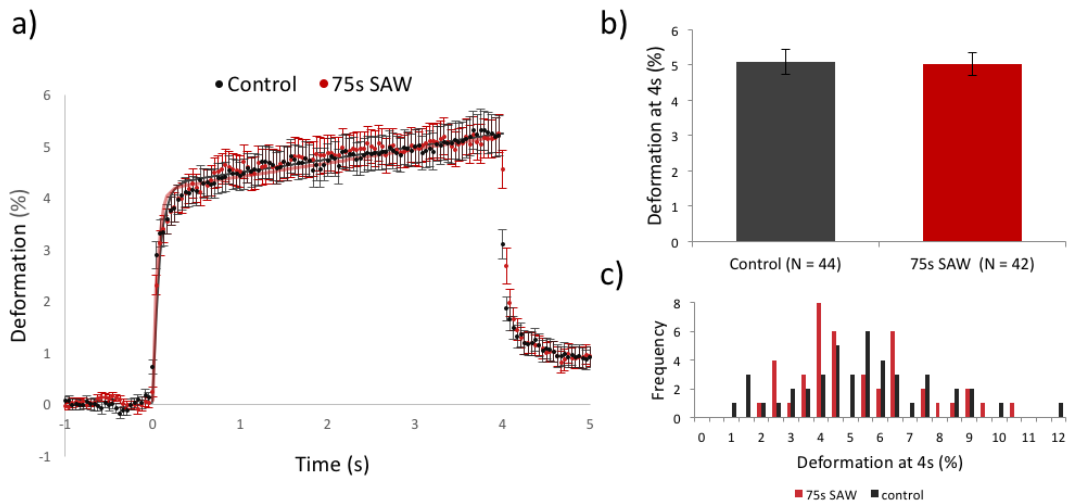 a)
Control
75s SAW
6
5
4
3
2
1
0
-1
-1
0
1
2
3
4
5
Deformation (%)
Time (s)
b)
6
5
4
3
2
1
0
Deformation at 4s (%)
Control (N = 44)
75s SAW (N = 42)
c)
8
6
4
2
0
Frequency
0 1 2 3 4 5 6 7 8 9 10 11 12
Deformation at 4s (%)
75s SAW
control